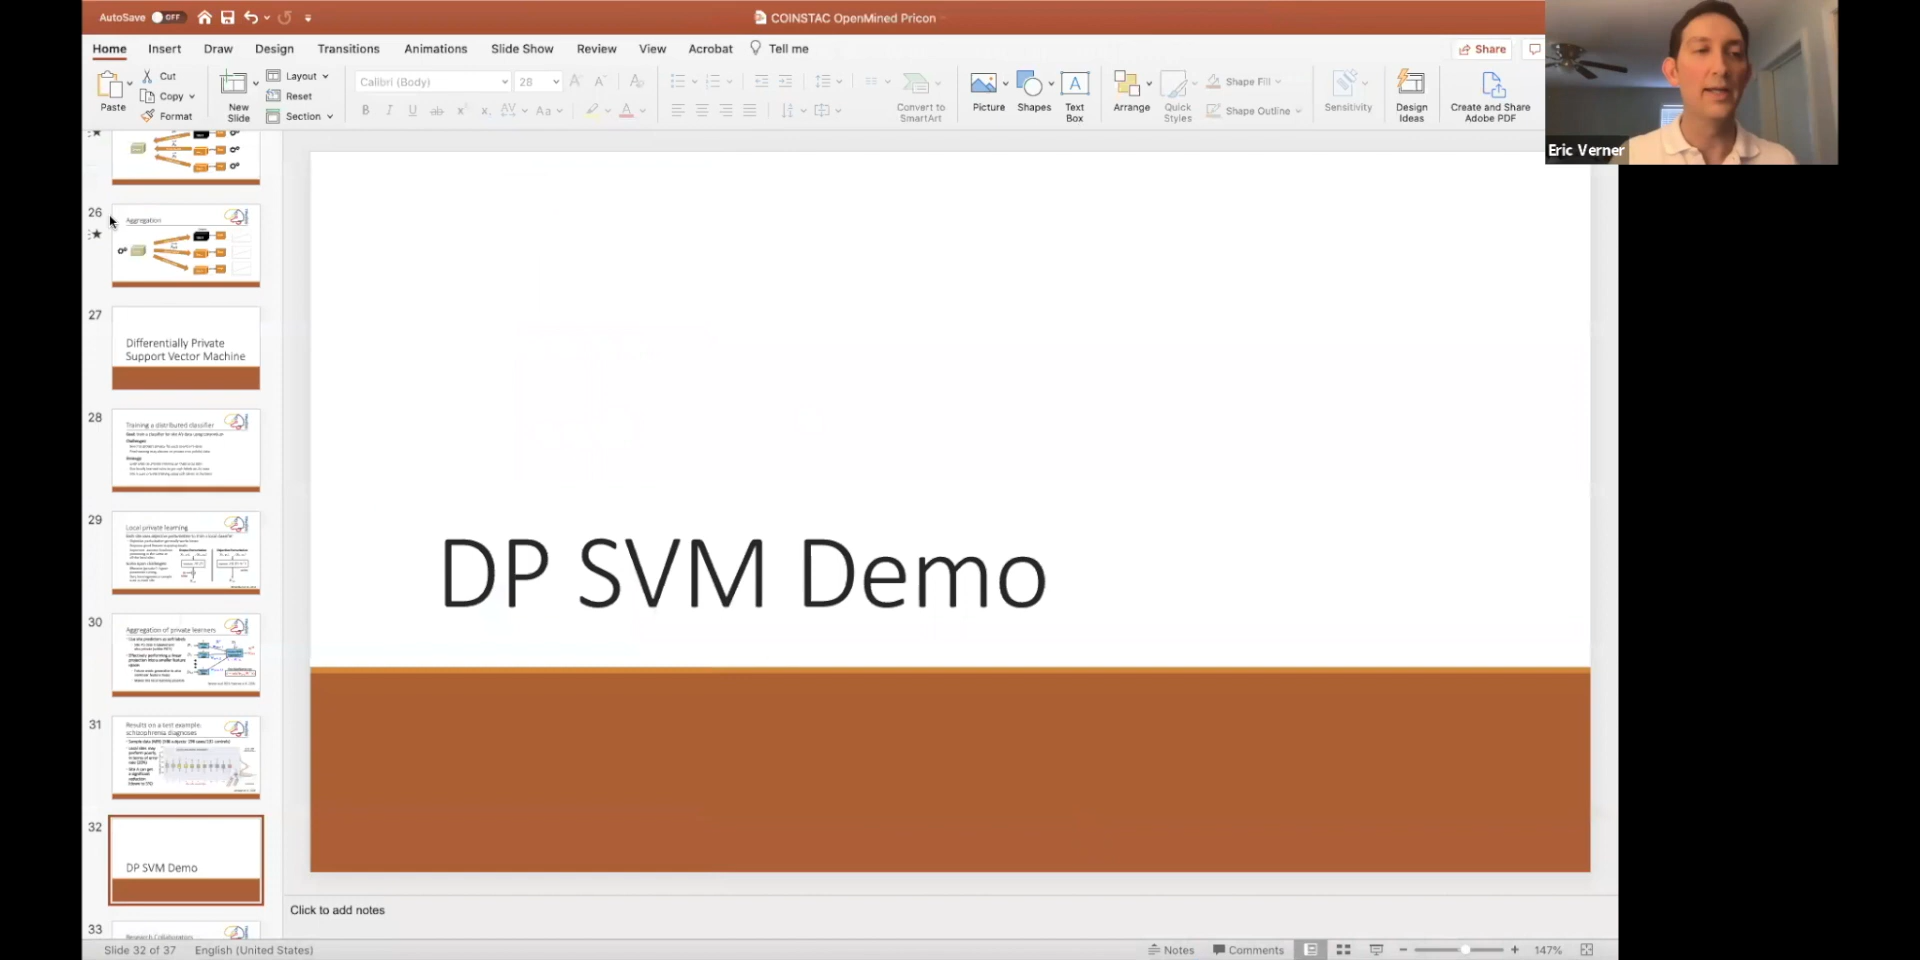 AutoSave OFF
COINSTAC OpenMined Pricon
Home Insert Draw Design Transitions Animations Slide Show Review View Acrobat Tell me
Share
Paste
Cut
Copy
Format
New
Slide
Layout
Reset
Section
Calibri (Body) 28
Convert to
SmartArt
Picture
Shapes
Text
Box
Arrange
Quick
Styles
Shape Fill
Shape Outline
Sensitivity
Design
Ideas
Create and Share
Adobe PDF
Eric Verner
26
Aggregation
27
Differentially Private
Support Vector Machine
28
Training a distributed classifier
29
Local private learning
30
Aggregation of private learners
31
Results on a test example:
schizophrenia diagnoses
32
DP SVM Demo
33
Research Collaborators
DP SVM Demo
Click to add notes
Slide 32 of 37
English (United States)
Notes
Comments
147%